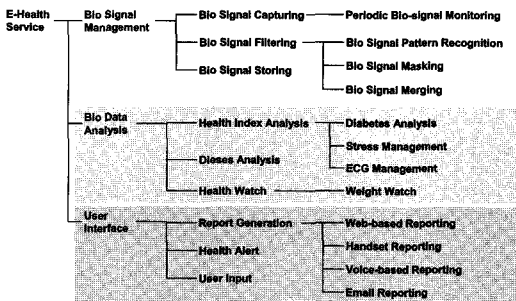 E-Health Service
Bio Signal Management
Bio Signal Capturing
Periodic Bio-signal Monitoring
Bio Signal Filtering
Bio Signal Pattern Recognition
Bio Signal Masking
Bio Signal Merging
Bio Signal Storing
Bio Data Analysis
Health Index Analysis
Diabetes Analysis
Stress Management
ECG Management
Dieses Analysis
Health Watch
Weight Watch
User Interface
Report Generation
Web-based Reporting
Handset Reporting
Voice-based Reporting
Email Reporting
Health Alert
User Input